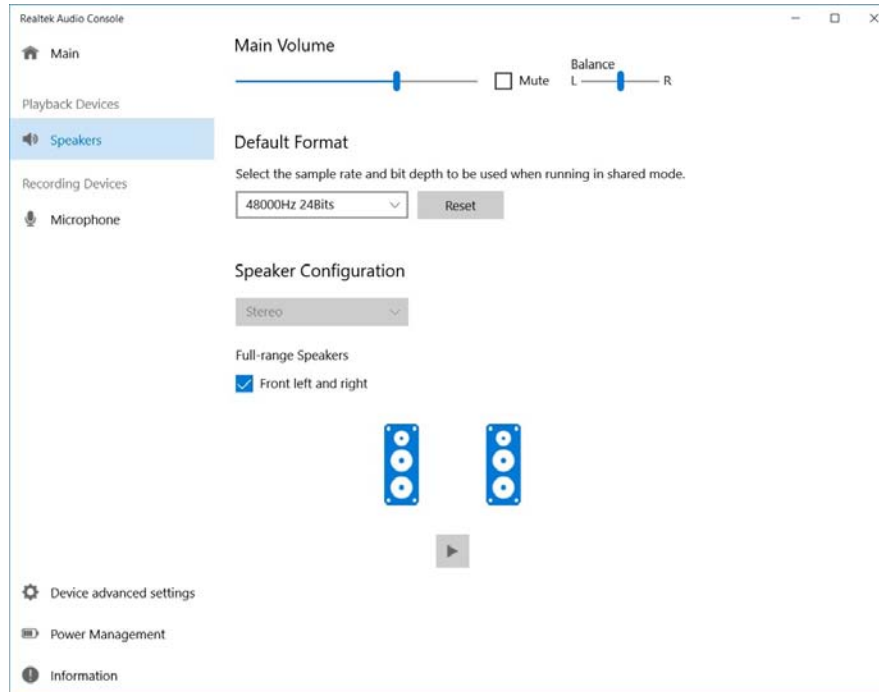 Realtek Audio Console
Main
Playback Devices
Speakers
Recording Devices
Microphone
Device advanced settings
Power Management
Information
Main Volume
Mute
Balance
L R
Default Format
Select the sample rate and bit depth to be used when running in shared mode.
48000Hz 24Bits
Reset
Speaker Configuration
Stereo
Full-range Speakers
Front left and right